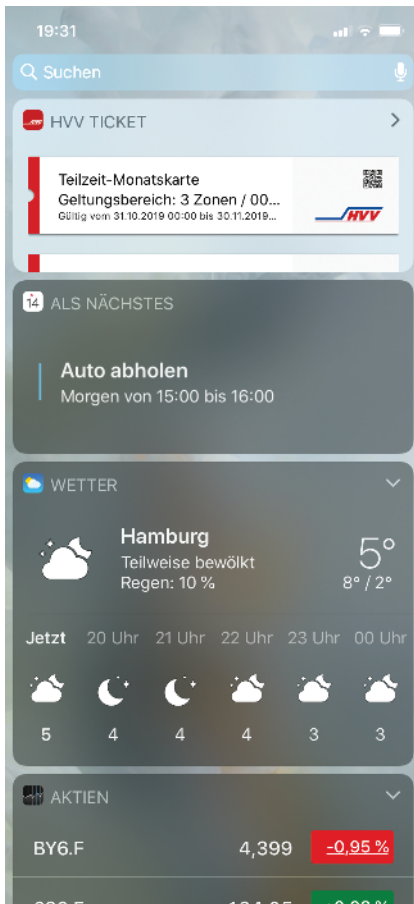 19:31
Suchen
HVV TICKET
Teilzeit-Monatskarte
Geltungsbereich: 3 Zonen / 00...
Gültig vom 31.10.2019 00:00 bis 30.11.2019...
HVV
14
ALS NÄCHSTES
Auto abholen
Morgen von 15:00 bis 16:00
WETTER
Hamburg
Teilweise bewölkt
Regen: 10 %
5°
8° / 2°
Jetzt 20 Uhr 21 Uhr 22 Uhr 23 Uhr 00 Uhr
5 4 4 4 3 3
AKTIEN
BY6.F 4,399 -0,95 %